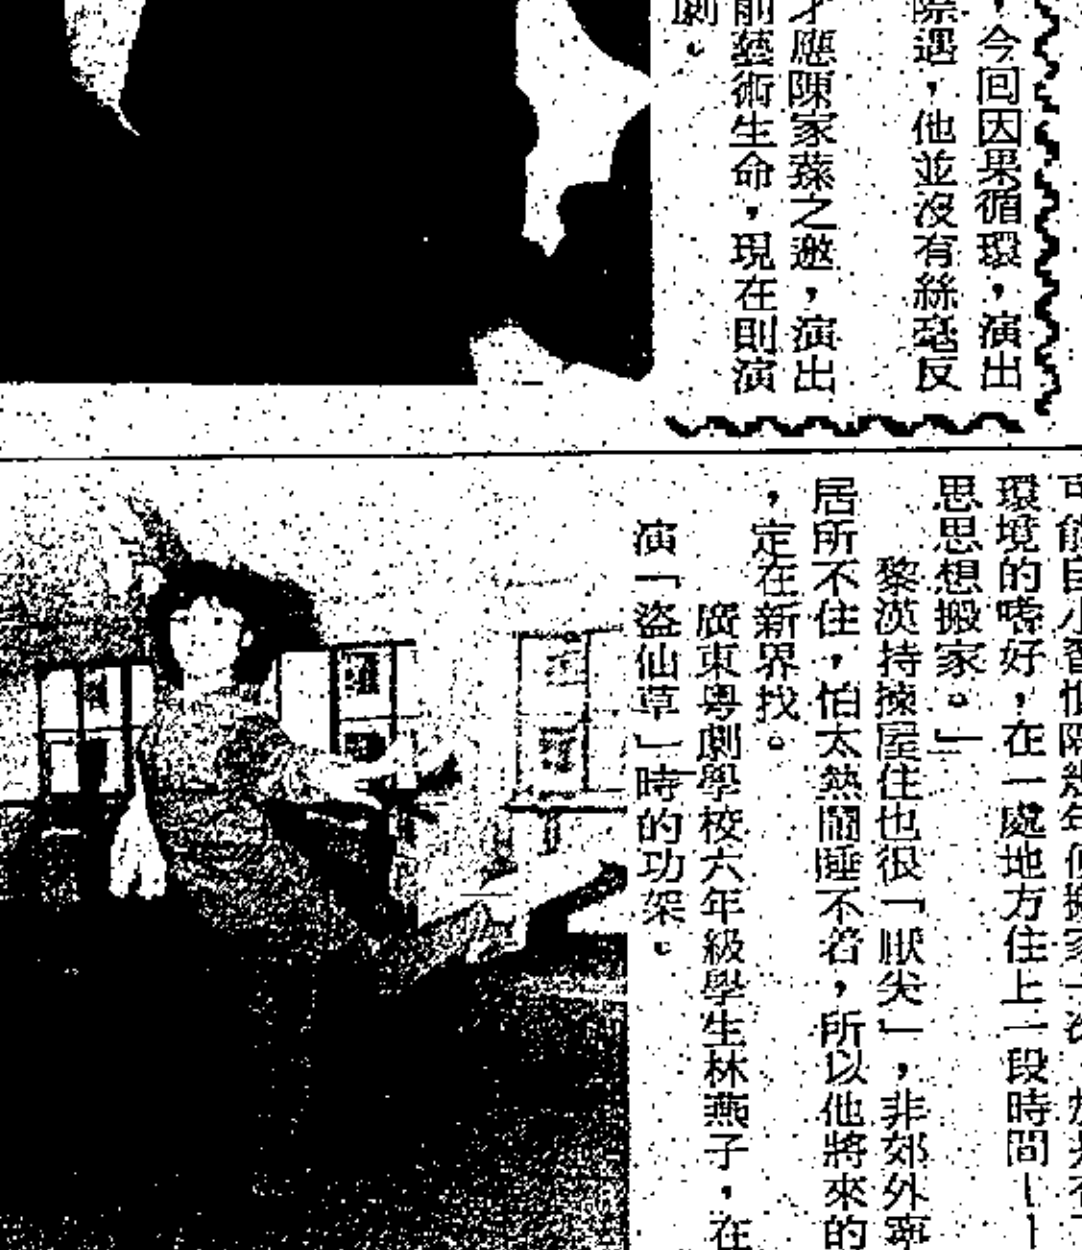 ，今回因果循環，演出
際遇，他並沒有絲毫反
才應陳家蓀之邀，演出
前藝術生命，現在則演
劇。
環境的嗜好，在一處地方住上一段時間
思思想搬家。」
黎漢持揀屋住也很「厭尖」，非郊外寧
居所不住，怕太熱鬧睡不着，所以他將來的
，定在新界找。
廣東粵劇學校六年級學生林燕子，在
演「盜仙草」時的功架。